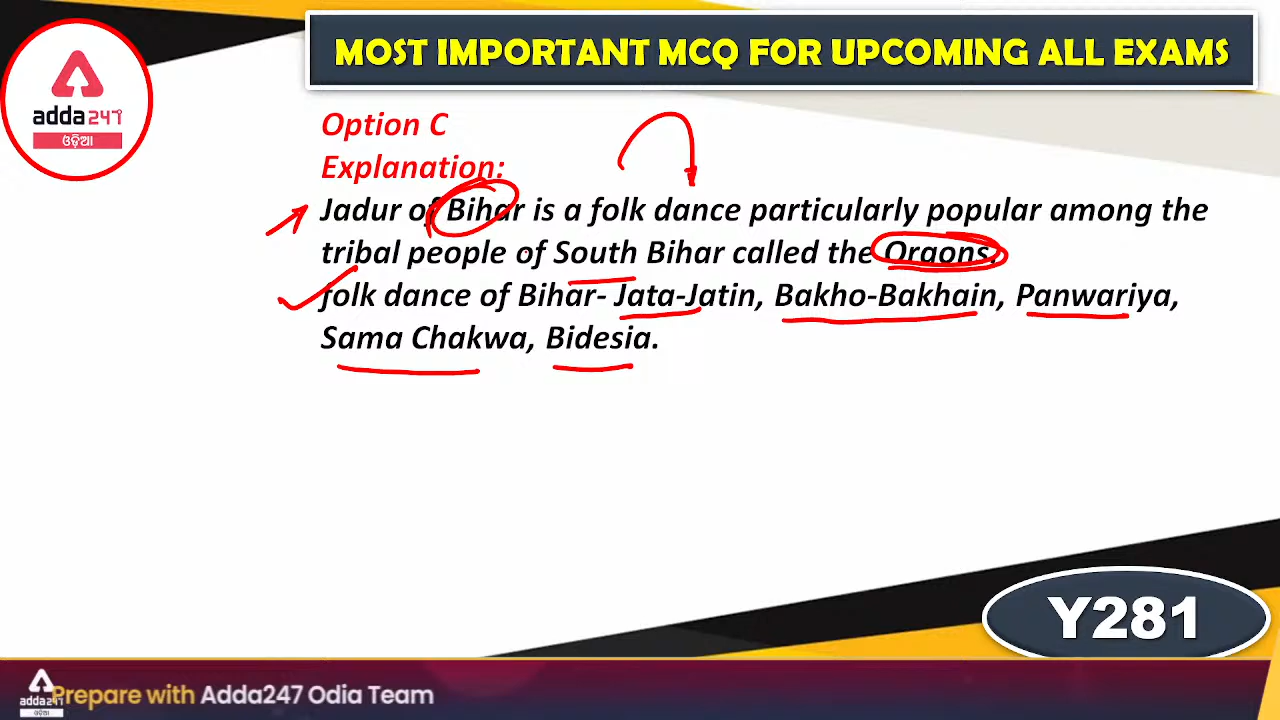 MOST IMPORTANT MCQ FOR UPCOMING ALL EXAMS
adda247
ଓଡ଼ିଆ
Option C
Explanation:
Jadur of Bihar is a folk dance particularly popular among the
tribal people of South Bihar called the Oraons.
folk dance of Bihar- Jata-Jatin, Bakho-Bakhain, Panwariya,
Sama Chakwa, Bidesia.
Y281
adda247
ଓଡ଼ିଆ
Prepare with Adda247 Odia Team